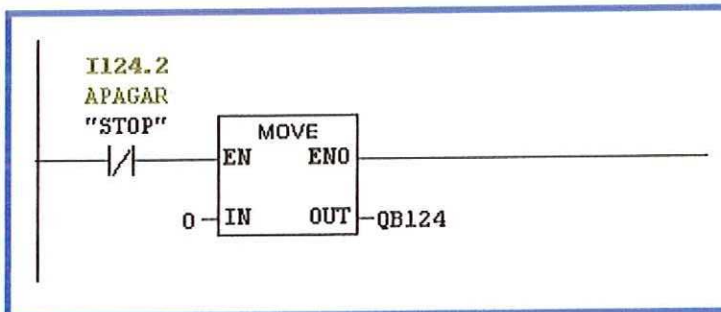 I124.2
APAGAR
"STOP"
MOVE
EN ENO
0 IN OUT QB124